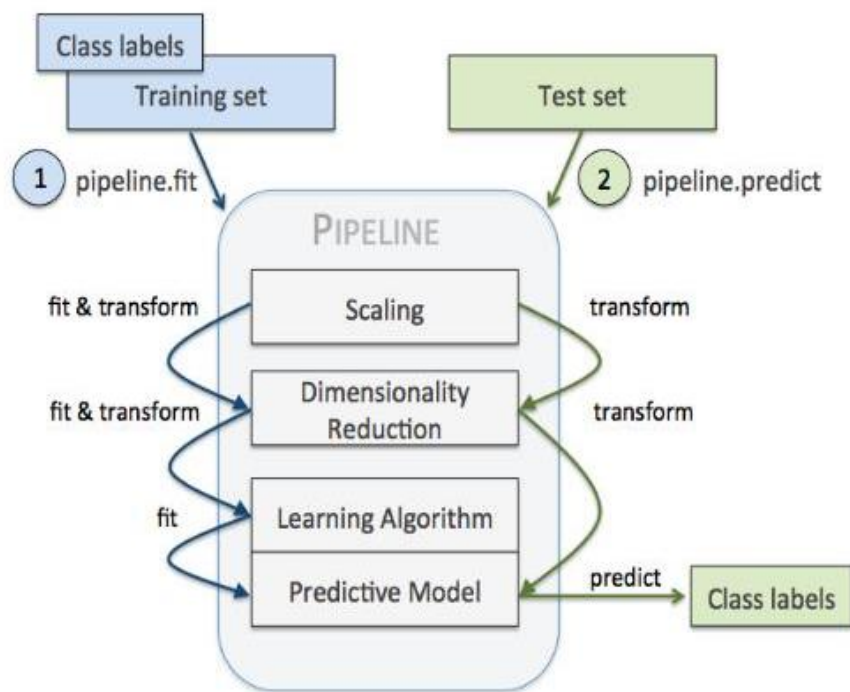 Class labels
Training set
Test set
1 pipeline.fit
2 pipeline.predict
PIPELINE
fit & transform
Scaling
transform
fit & transform
Dimensionality
Reduction
transform
fit
Learning Algorithm
Predictive Model
predict
Class labels